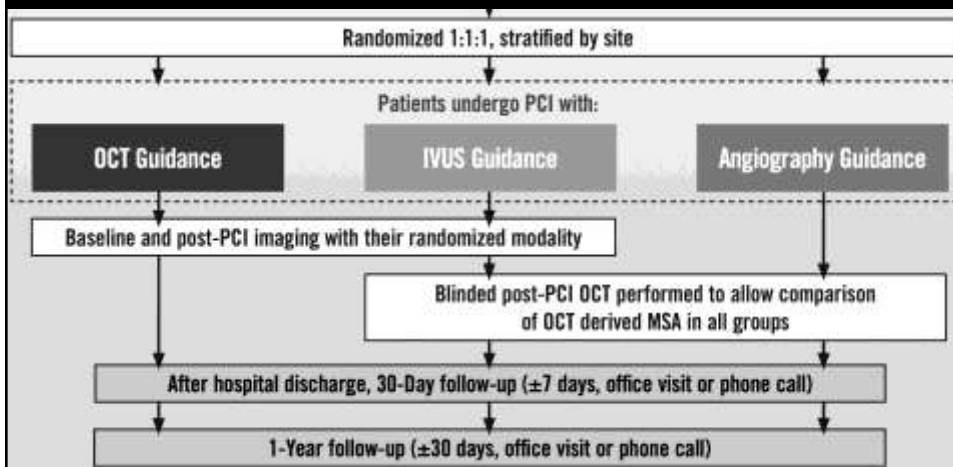 Randomized 1:1:1, stratified by site
Patients undergo PCI with:
OCT Guidance
IVUS Guidance
Angiography Guidance
Baseline and post-PCI imaging with their randomized modality
Blinded post-PCI OCT performed to allow comparison
of OCT derived MSA in all groups
After hospital discharge, 30-Day follow-up (±7 days, office visit or phone call)
1-Year follow-up (±30 days, office visit or phone call)